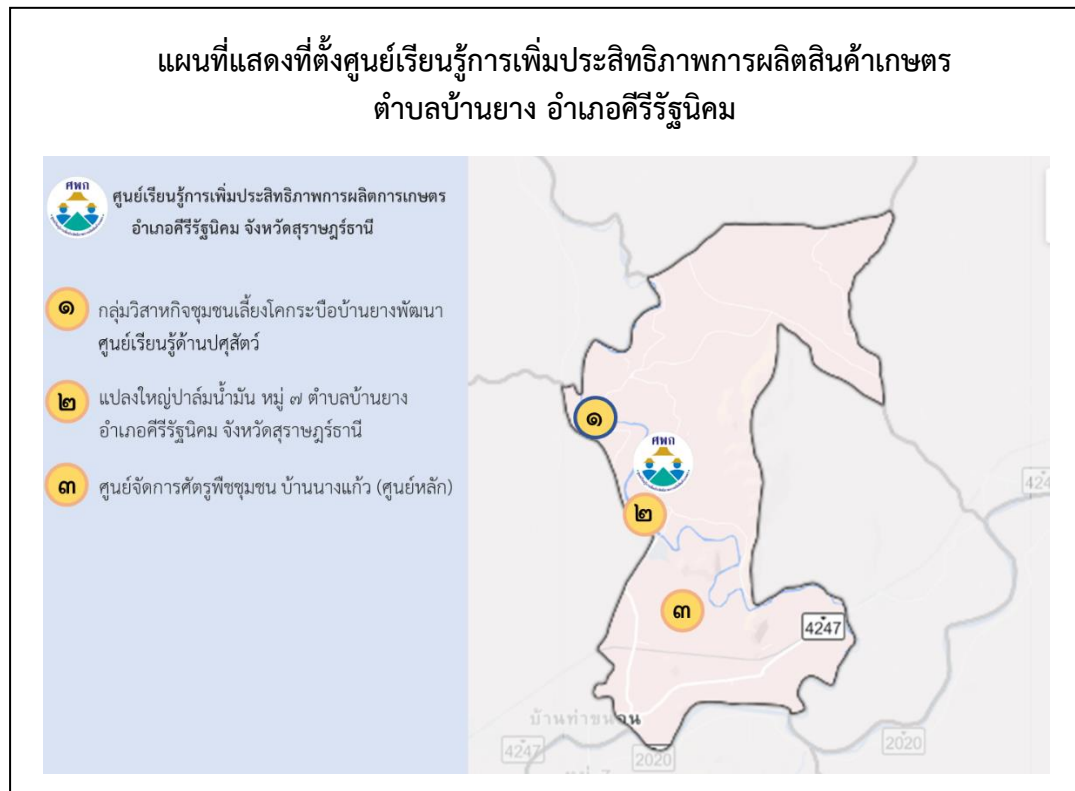 แผนที่แสดงที่ตั้งศูนย์เรียนรู้การเพิ่มประสิทธิภาพการผลิตสินค้าเกษตร
ตำบลบ้านยาง อำเภอคีรีรัฐนิคม
ศพก
ศูนย์เรียนรู้การเพิ่มประสิทธิภาพการผลิตการเกษตร
อำเภอคีรีรัฐนิคม จังหวัดสุราษฎร์ธานี
๑ กลุ่มวิสาหกิจชุมชนเลี้ยงโคกระบือบ้านยางพัฒนา
ศูนย์เรียนรู้ด้านปศุสัตว์
๒ แปลงใหญ่ปาล์มน้ำมัน หมู่ ๗ ตำบลบ้านยาง
อำเภอคีรีรัฐนิคม จังหวัดสุราษฎร์ธานี
๓ ศูนย์จัดการศัตรูพืชชุมชน บ้านนางแก้ว (ศูนย์หลัก)
๑
ศพก
๒
๓
4247
บ้านท่าขนอน
4247
2020
2020